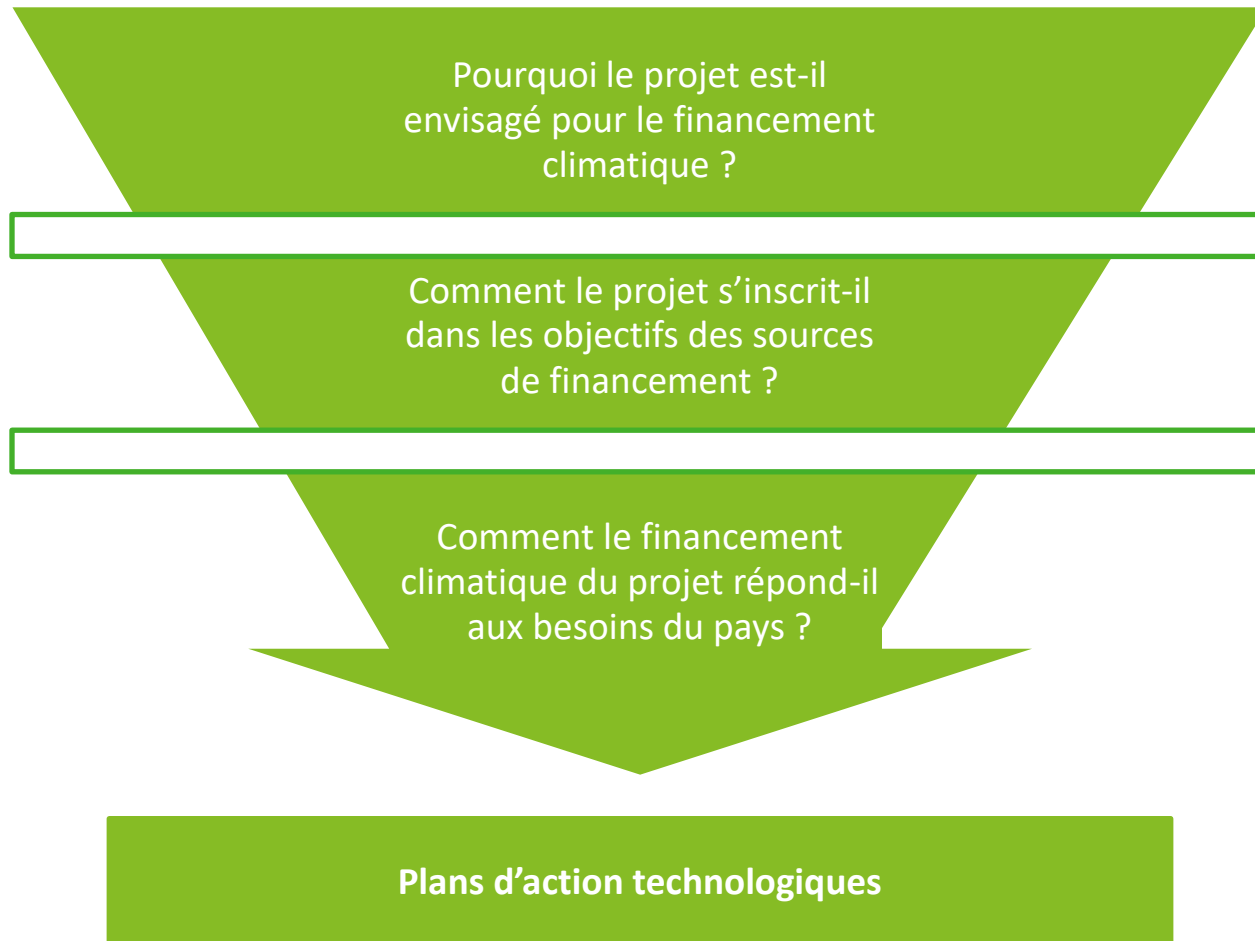 Pourquoi le projet est-il
envisagé pour le financement
climatique ?
Comment le projet s’inscrit-il
dans les objectifs des sources
de financement ?
Comment le financement
climatique du projet répond-il
aux besoins du pays ?
Plans d’action technologiques